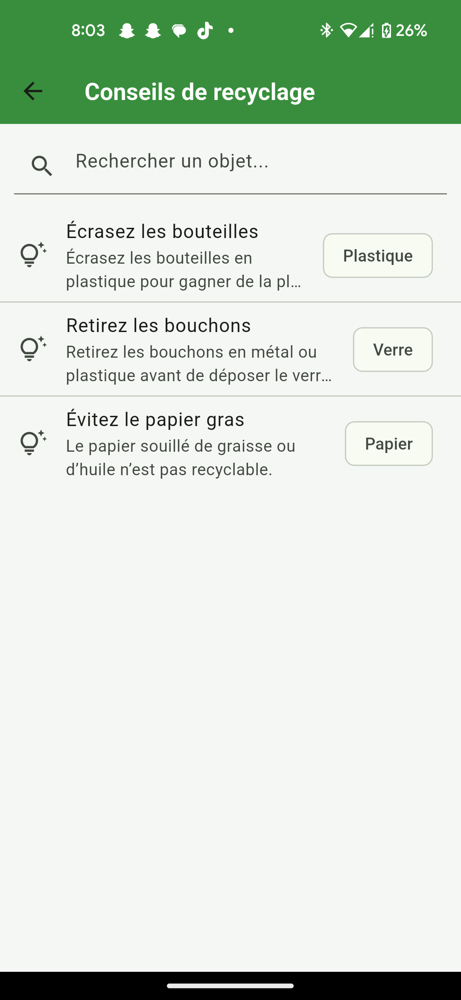 8:03
26%
Conseils de recyclage
Rechercher un objet...
Écrasez les bouteilles
Écrasez les bouteilles en
plastique pour gagner de la pl…
Plastique
Retirez les bouchons
Retirez les bouchons en métal ou
plastique avant de déposer le verr…
Verre
Évitez le papier gras
Le papier souillé de graisse ou
d’huile n’est pas recyclable.
Papier